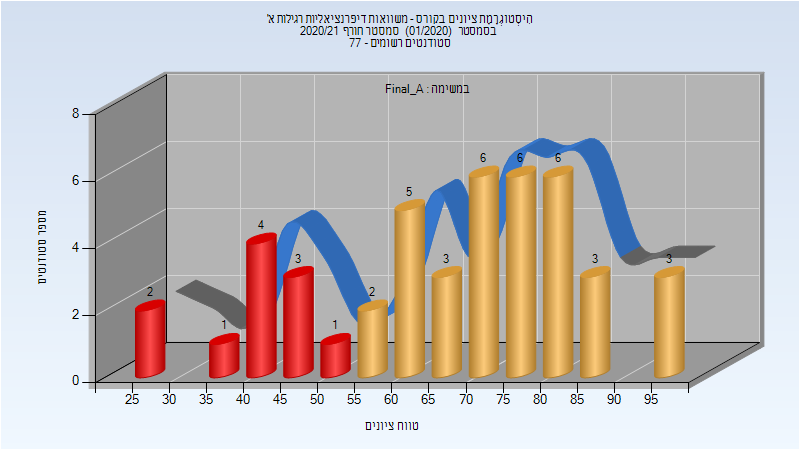 היסטוגרמת ציונים בקורס - משוואות דיפרנציאליות רגילות א'
בסמסטר (01/2020) סמסטר חורף 2020/21
סטודנטים רשומים - 77
במשימה : Final_A
מספר סטודנטים
8
6
4
2
0
2
1
4
3
1
2
5
3
6
6
6
3
3
25 30 35 40 45 50 55 60 65 70 75 80 85 90 95
טווח ציונים